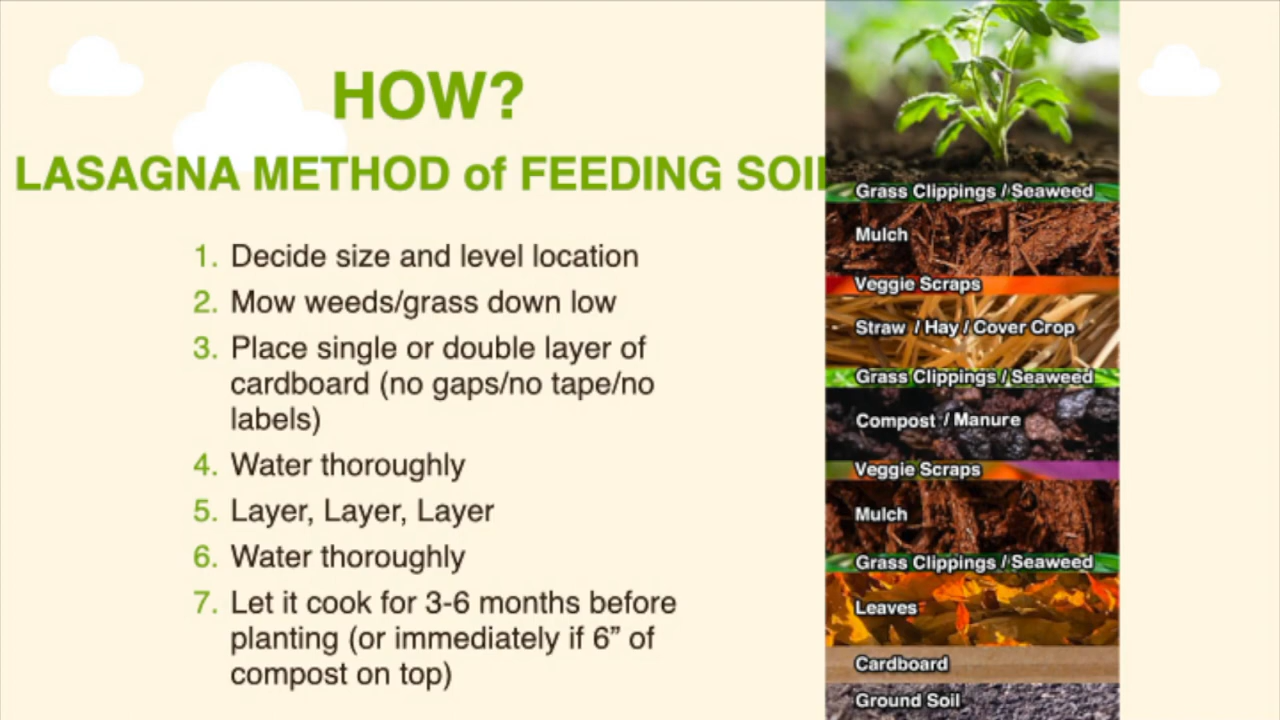 HOW?
LASAGNA METHOD of FEEDING SOI
1. Decide size and level location
2. Mow weeds/grass down low
3. Place single or double layer of
cardboard (no gaps/no tape/no
labels)
4. Water thoroughly
5. Layer, Layer, Layer
6. Water thoroughly
7. Let it cook for 3-6 months before
planting (or immediately if 6” of
compost on top)
Grass Clippings / Seaweed
Mulch
Veggie Scraps
Straw / Hay / Cover Crop
Grass Clippings / Seaweed
Compost / Manure
Veggie Scraps
Mulch
Grass Clippings / Seaweed
Leaves
Cardboard
Ground Soil